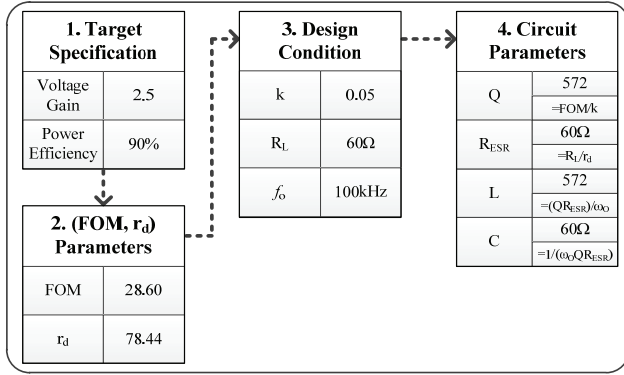 1. Target
Specification
Voltage
Gain
2.5
Power
Efficiency
90%
2. (FOM, rd)
Parameters
FOM
28.60
rd
78.44
3. Design
Condition
k
0.05
RL
60Ω
fo
100kHz
4. Circuit
Parameters
Q
572
=FOM/k
RESR
60Ω
=RL/rd
L
572
=(QRESR)/ωO
C
60Ω
=1/(ωOQRESR)